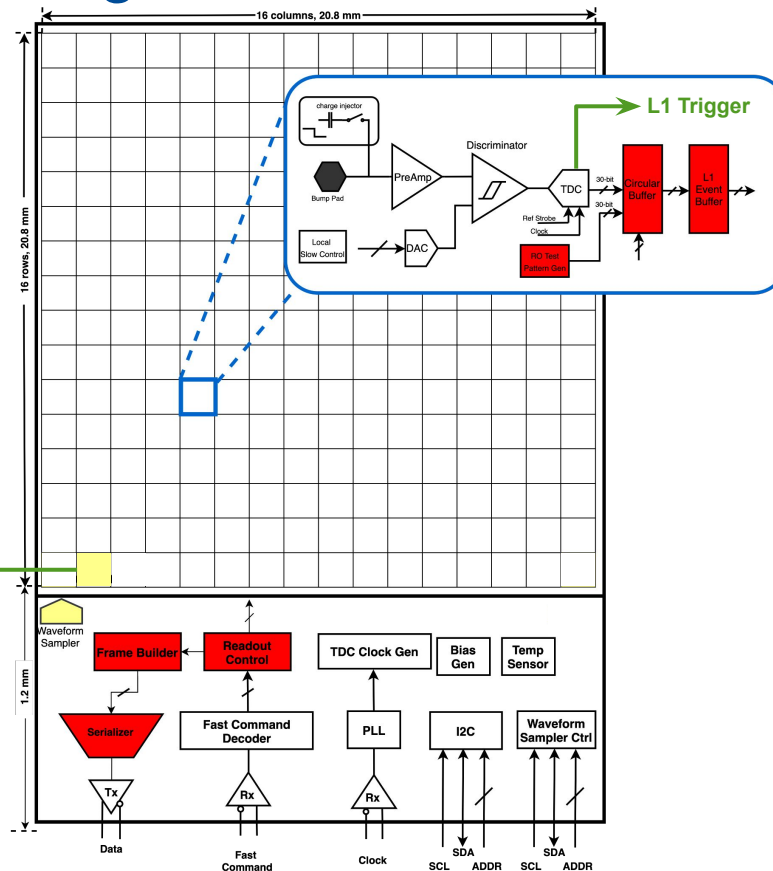 16 columns, 20.8 mm
16 rows, 20.8 mm
charge injector
Bump Pad
PreAmp
Discriminator
TDC
L1 Trigger
30-bit
30-bit
Ref Strobe
Clock
Circular
Buffer
L1
Event
Buffer
Local
Slow Control
DAC
RO Test
Pattern Gen
1.2 mm
Waveform
Sampler
Frame Builder
Readout
Control
TDC Clock Gen
Bias
Gen
Temp
Sensor
Serializer
Fast Command
Decoder
PLL
I2C
Waveform
Sampler Ctrl
Tx
Rx
Rx
Data
Fast
Command
Clock
SCL
SDA
ADDR
SCL
SDA
ADDR